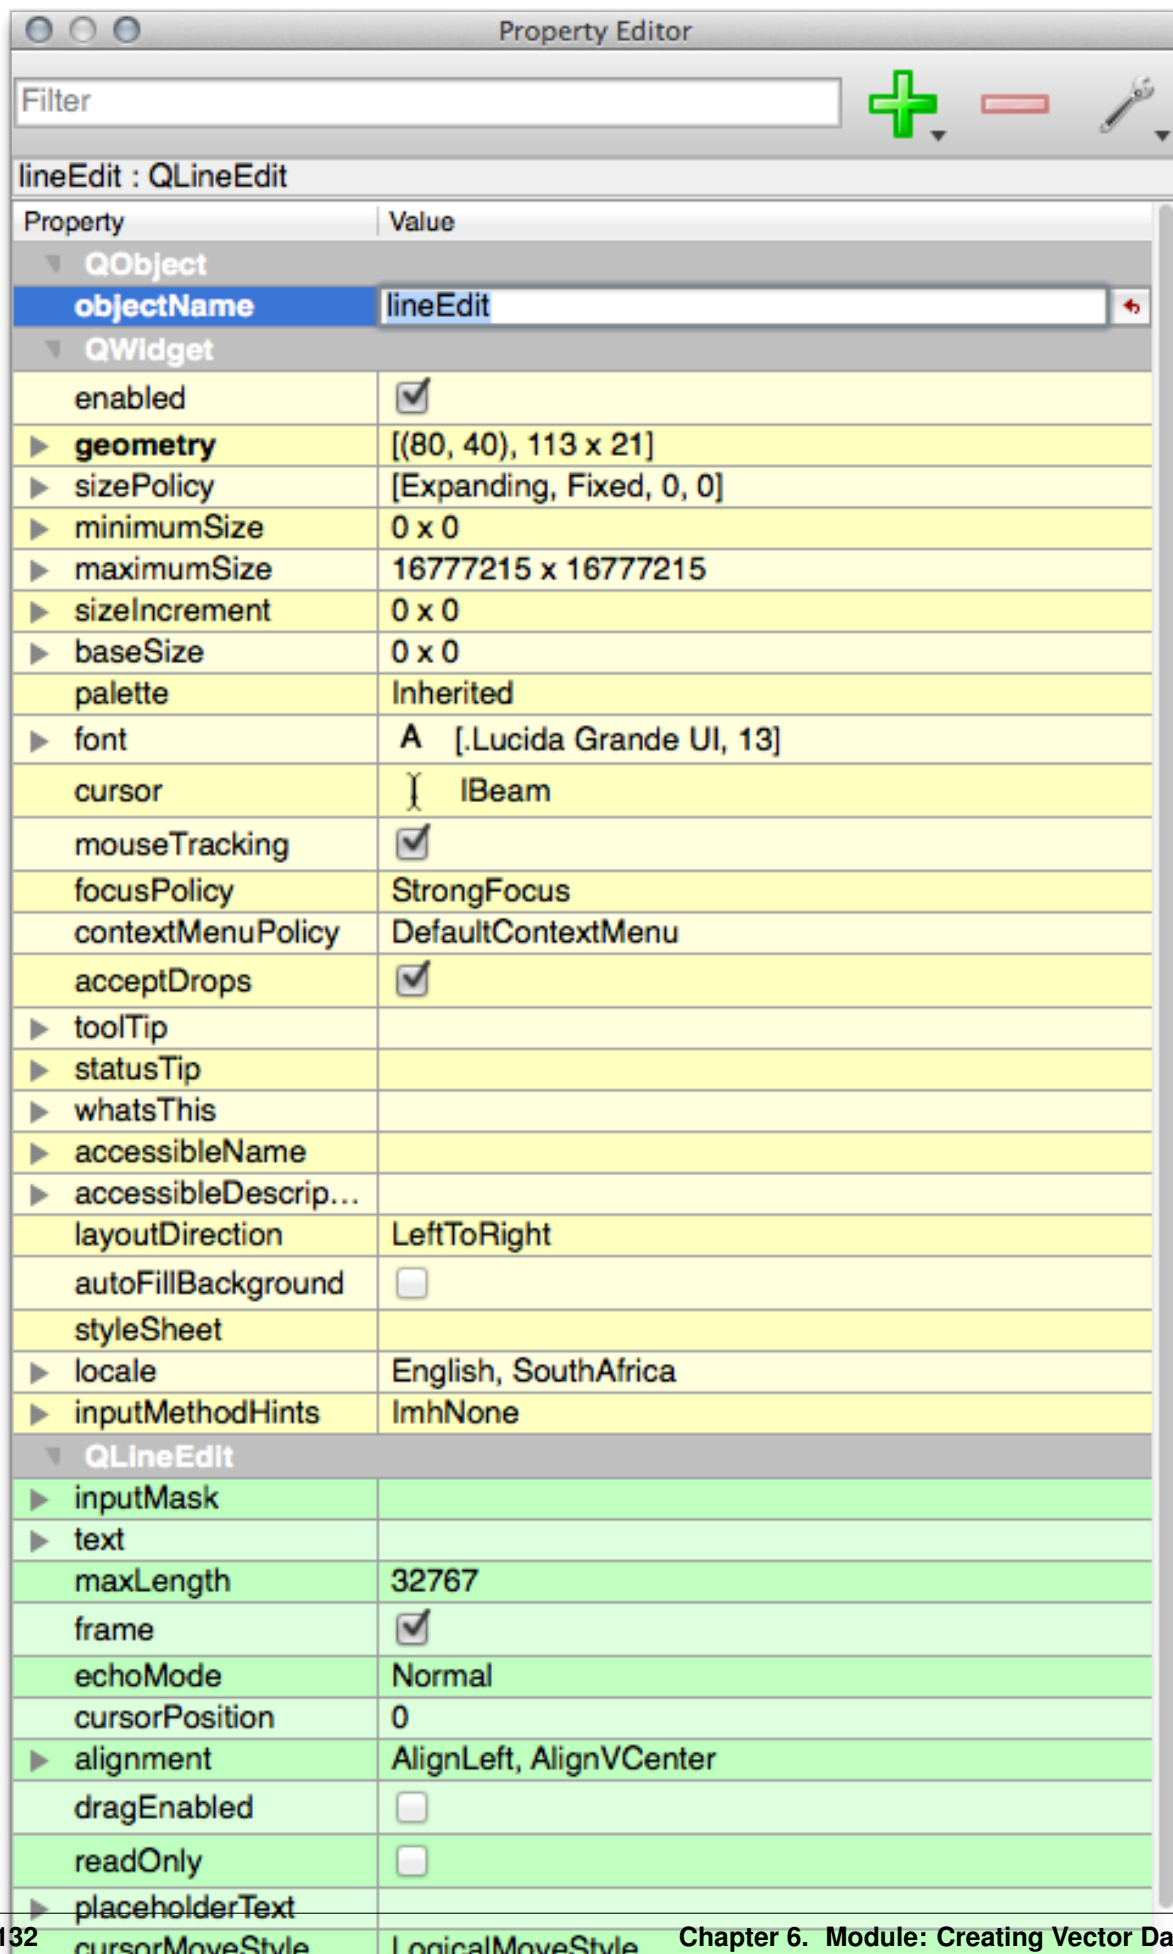 Property Editor
Filter
lineEdit : QLineEdit
Property Value
QObject
objectName lineEdit
QWidget
enabled
geometry [(80, 40), 113 x 21]
sizePolicy [Expanding, Fixed, 0, 0]
minimumSize 0 x 0
maximumSize 16777215 x 16777215
sizeIncrement 0 x 0
baseSize 0 x 0
palette Inherited
font A [.Lucida Grande UI, 13]
cursor IBeam
mouseTracking
focusPolicy StrongFocus
contextMenuPolicy DefaultContextMenu
acceptDrops
toolTip
statusTip
whatsThis
accessibleName
accessibleDescrip...
layoutDirection LeftToRight
autoFillBackground
styleSheet
locale English, SouthAfrica
inputMethodHints ImhNone
QLineEdit
inputMask
text
maxLength 32767
frame
echoMode Normal
cursorPosition 0
alignment AlignLeft, AlignVCenter
dragEnabled
readOnly
placeholderText
132 Chapter 6. Module: Creating Vector Da
cursorMoveStyle LogicalMoveStyle